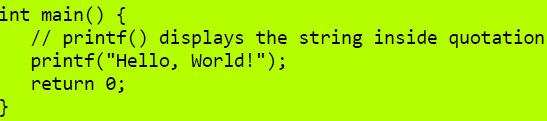 int main() {
   // printf() displays the string inside quotation
   printf("Hello, World!");
   return 0;
}